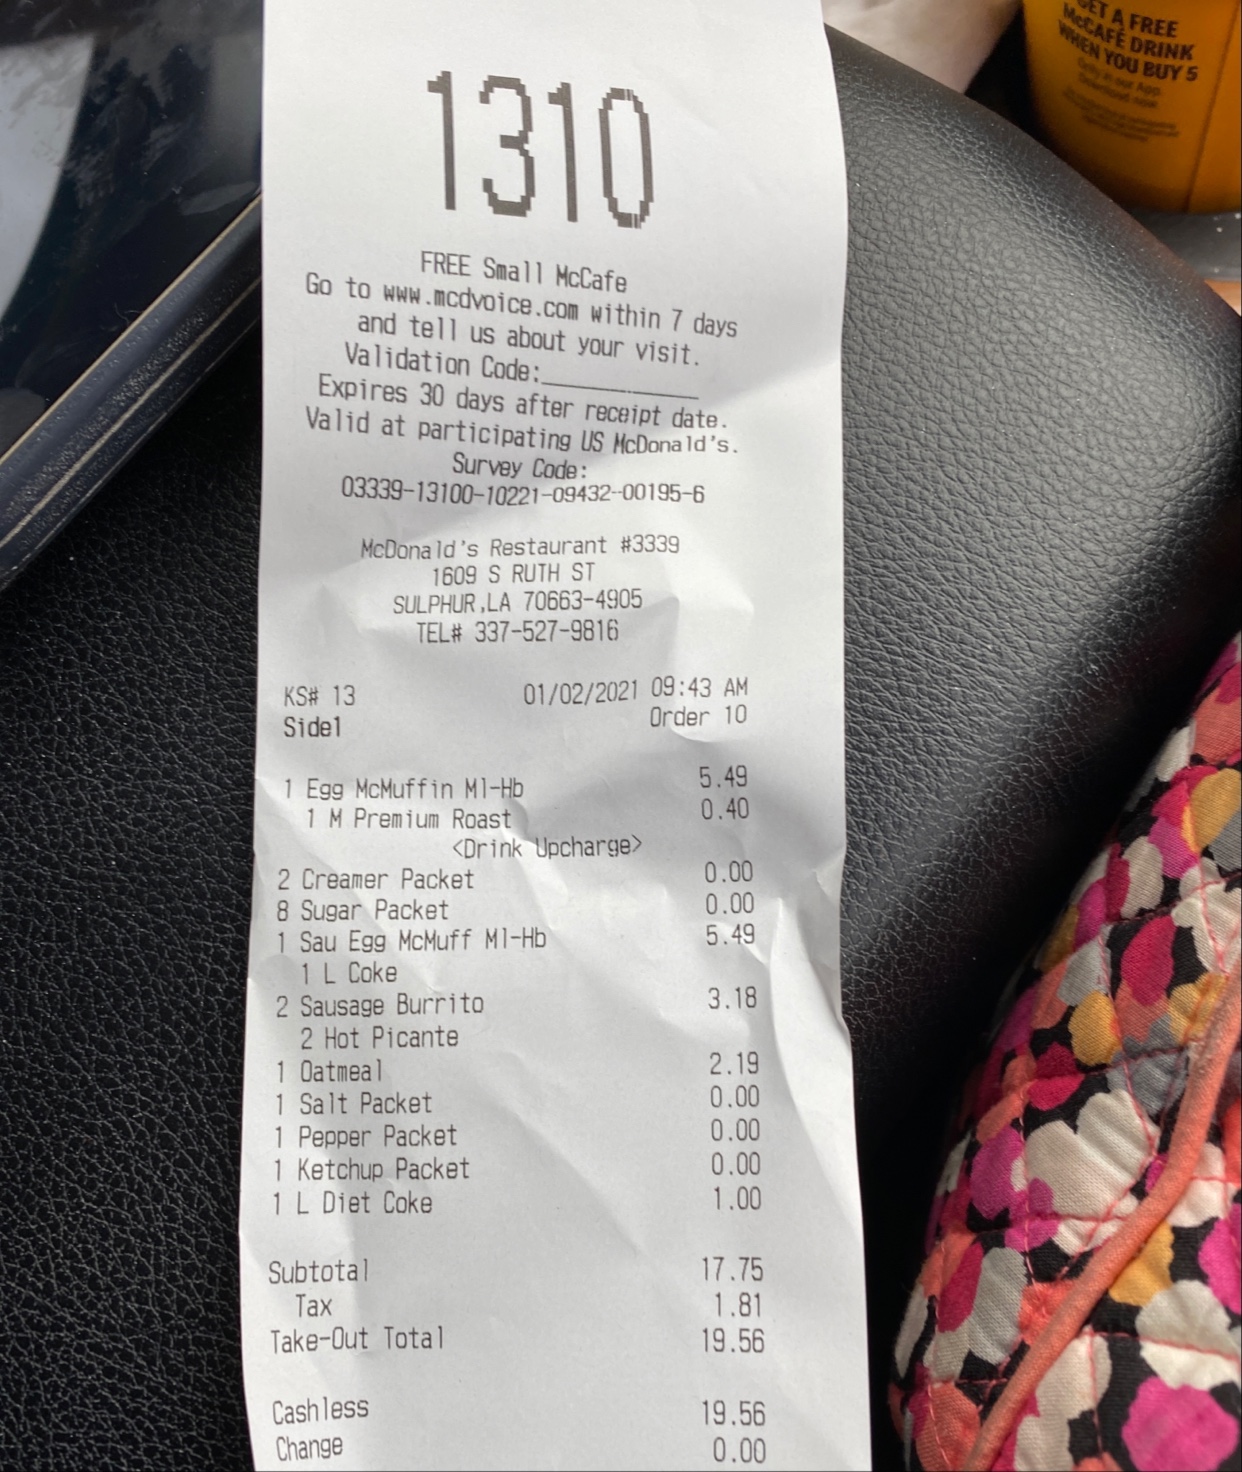 GET A FREE
McCAFÉ DRINK
WHEN YOU BUY 5
Only in our App.
Download now
1310
FREE Small McCafe
Go to www.mcdvoice.com within 7 days
and tell us about your visit.
Validation Code:____________
Expires 30 days after receipt date.
Valid at participating US McDonald's.
Survey Code:
03339-13100-10221-09432-00195-6
McDonald's Restaurant #3339
1609 S RUTH ST
SULPHUR,LA 70663-4905
TEL# 337-527-9816
KS# 13 01/02/2021 09:43 AM
Side1 Order 10
1 Egg McMuffin Ml-Hb 5.49
1 M Premium Roast 0.40
<Drink Upcharge>
2 Creamer Packet 0.00
8 Sugar Packet 0.00
1 Sau Egg McMuff Ml-Hb 5.49
1 L Coke
2 Sausage Burrito 3.18
2 Hot Picante
1 Oatmeal 2.19
1 Salt Packet 0.00
1 Pepper Packet 0.00
1 Ketchup Packet 0.00
1 L Diet Coke 1.00
Subtotal 17.75
Tax 1.81
Take-Out Total 19.56
Cashless 19.56
Change 0.00